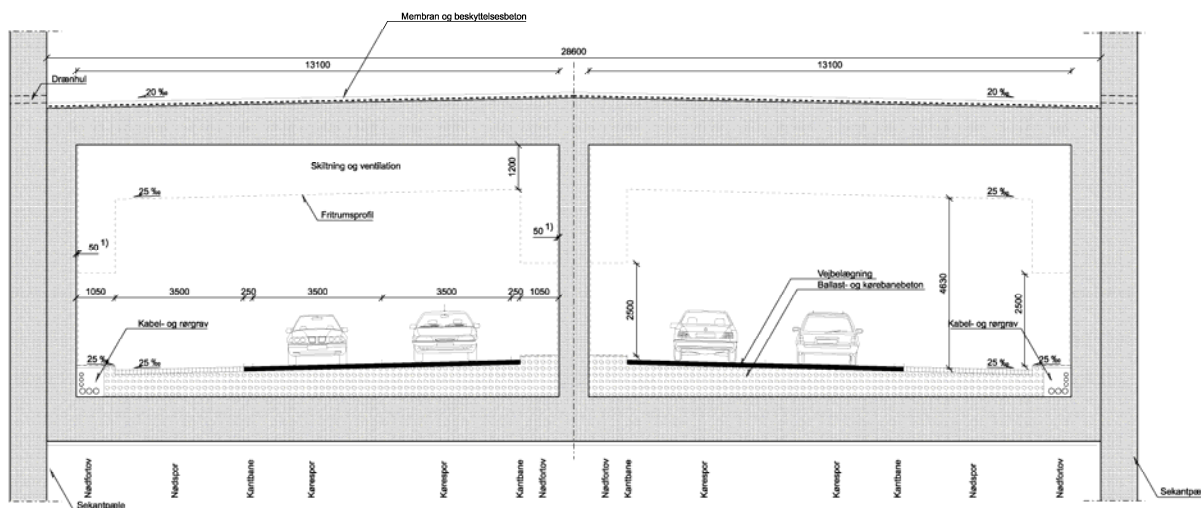 Membran og beskyttelsesbeton
28600
13100
13100
Drænhul
20 ‰
20 ‰
Skiltning og ventilation
1200
25 ‰
25 ‰
Fritrumsprofil
50 1)
50 1)
4630
2500
2500
Vejbelægning
Ballast- og kørebanebeton
1050
3500
250
3500
3500
250
1050
Kabel- og rørgrav
Kabel- og rørgrav
25 ‰
25 ‰
25 ‰
25 ‰
Nødfortov
Nødspor
Kantbane
Kørespor
Kørespor
Kantbane
Nødfortov
Nødfortov
Kantbane
Kørespor
Kørespor
Kantbane
Nødspor
Nødfortov
Sekantpæle
Sekantpæ